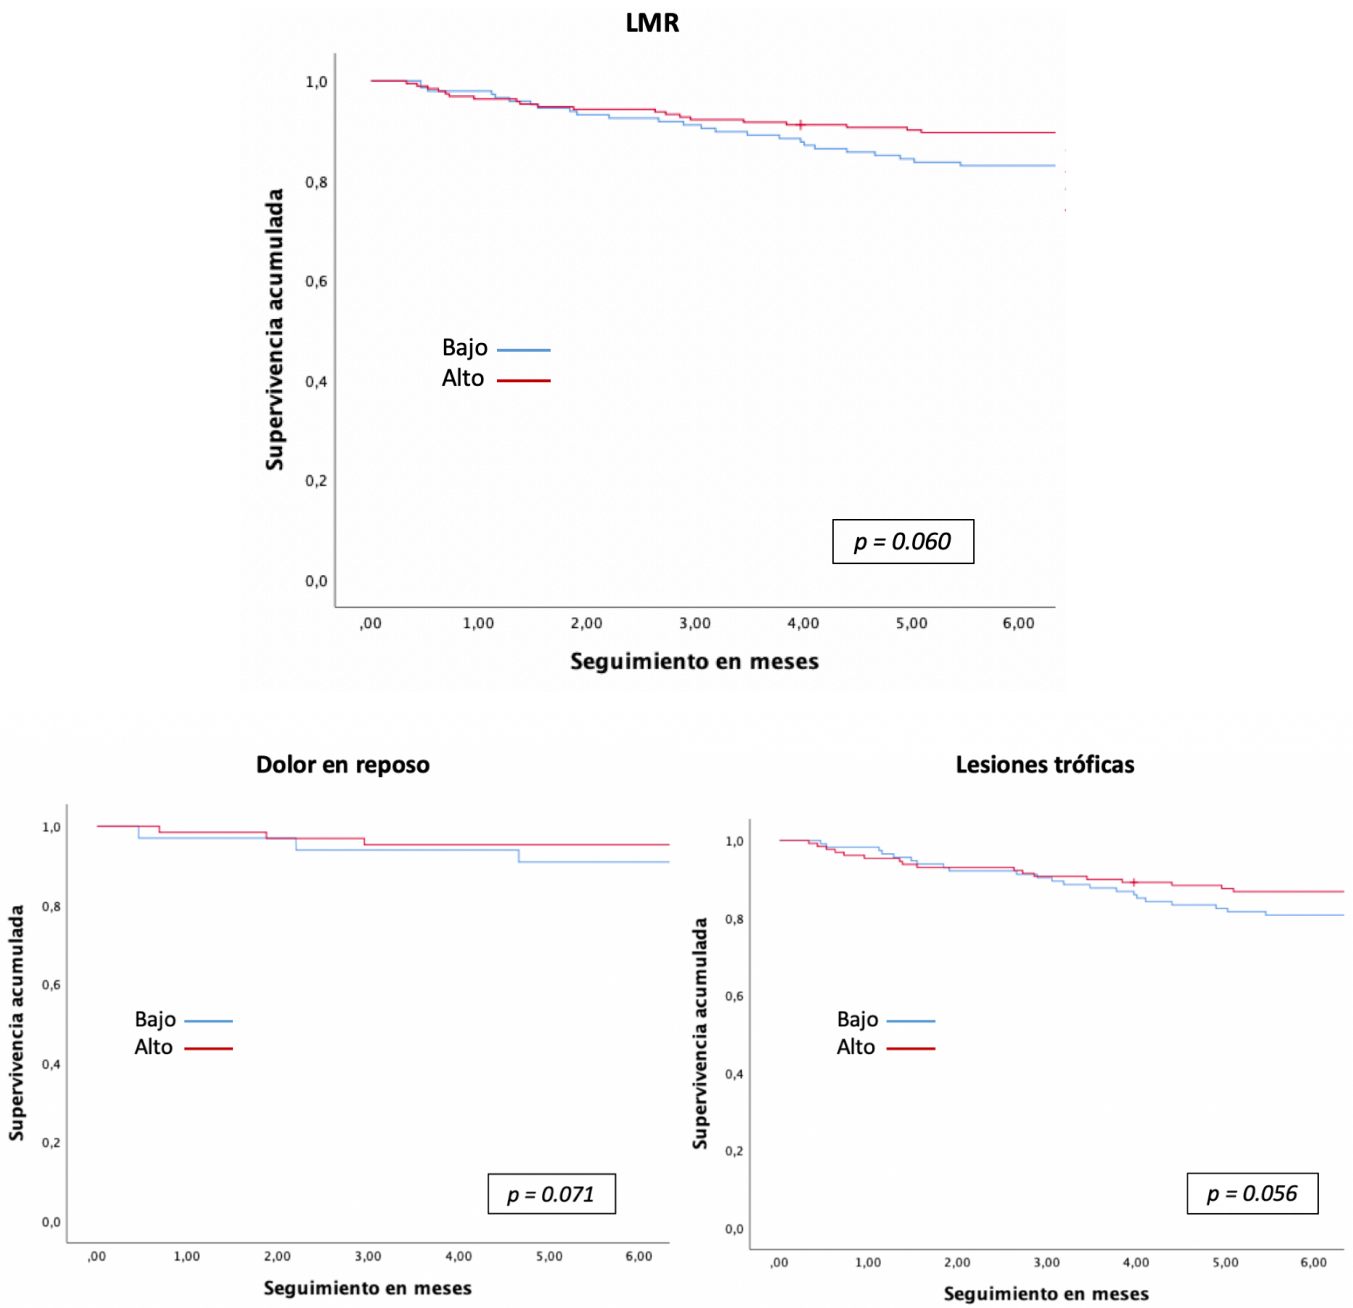 LMR
1,0
0,8
0,6
0,4
0,2
0,0
Supervivencia acumulada
Bajo
Alto
p = 0.060
,00 1,00 2,00 3,00 4,00 5,00 6,00
Seguimiento en meses
Dolor en reposo
1,0
0,8
0,6
0,4
0,2
0,0
Supervivencia acumulada
Bajo
Alto
p = 0.071
,00 1,00 2,00 3,00 4,00 5,00 6,00
Seguimiento en meses
Lesiones tróficas
1,0
0,8
0,6
0,4
0,2
0,0
Supervivencia acumulada
Bajo
Alto
p = 0.056
,00 1,00 2,00 3,00 4,00 5,00 6,00
Seguimiento en meses